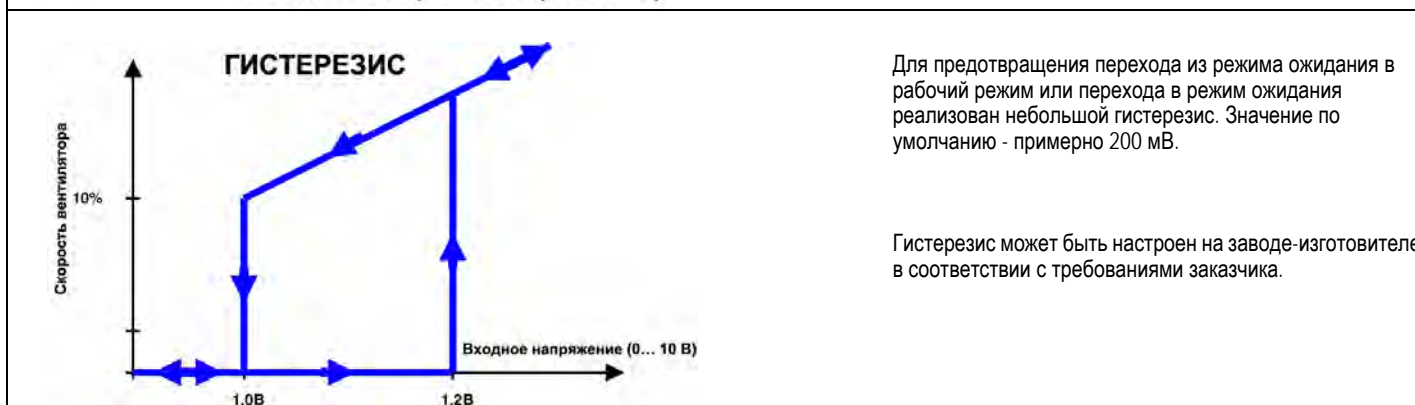 ГИСТЕРЕЗИС
Скорость вентилятора
10%
Входное напряжение (0... 10 В)
1.0В
1.2В
Для предотвращения перехода из режима ожидания в
рабочий режим или перехода в режим ожидания
реализован небольшой гистерезис. Значение по
умолчанию - примерно 200 мВ.
Гистерезис может быть настроен на заводе-изготовителе
в соответствии с требованиями заказчика.